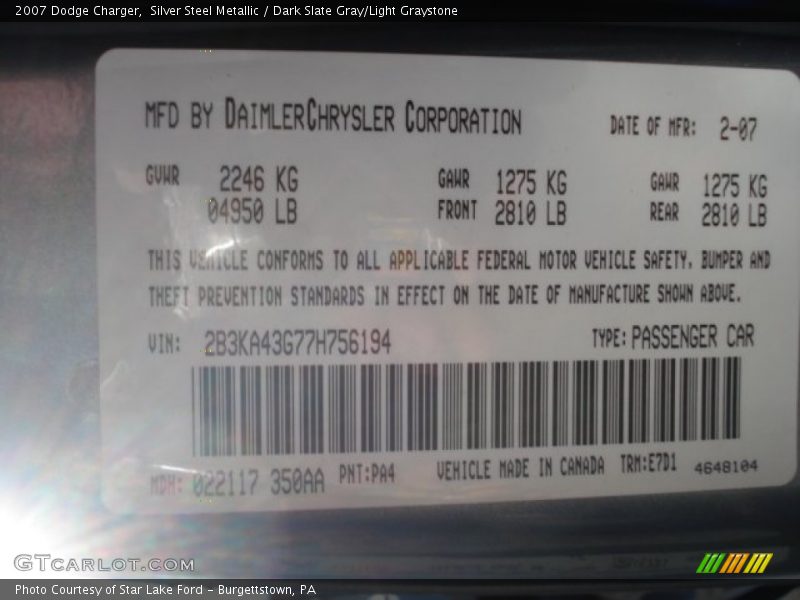 2007 Dodge Charger, Silver Steel Metallic / Dark Slate Gray/Light Graystone
MFD BY DAIMLERCHRYSLER CORPORATION DATE OF MFR: 2-07
GVWR 2246 KG GAWR 1275 KG GAWR 1275 KG
04950 LB FRONT 2810 LB REAR 2810 LB
THIS VEHICLE CONFORMS TO ALL APPLICABLE FEDERAL MOTOR VEHICLE SAFETY, BUMPER AND
THEFT PREVENTION STANDARDS IN EFFECT ON THE DATE OF MANUFACTURE SHOWN ABOVE.
VIN: 2B3KA43G77H756194 TYPE: PASSENGER CAR
MDH: 022117 350AA PNT:PA4 VEHICLE MADE IN CANADA TRM:E7D1 4648104
GTCARLOT.COM
Photo Courtesy of Star Lake Ford - Burgettstown, PA